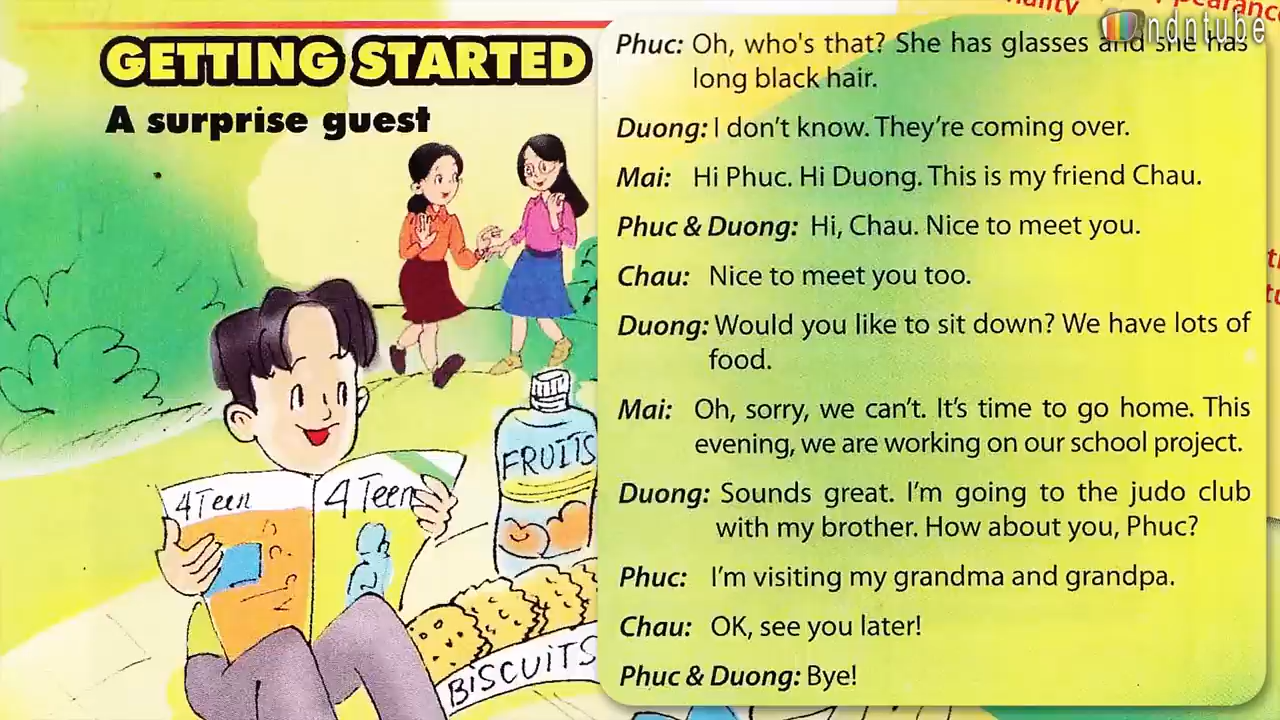 GETTING STARTED
A surprise guest
4Teen
4 Teen
FRUITS
BISCUITS
ndntube
Phuc: Oh, who's that? She has glasses and she has
long black hair.
Duong: I don't know. They're coming over.
Mai: Hi Phuc. Hi Duong. This is my friend Chau.
Phuc & Duong: Hi, Chau. Nice to meet you.
Chau: Nice to meet you too.
Duong: Would you like to sit down? We have lots of
food.
Mai: Oh, sorry, we can't. It's time to go home. This
evening, we are working on our school project.
Duong: Sounds great. I'm going to the judo club
with my brother. How about you, Phuc?
Phuc: I'm visiting my grandma and grandpa.
Chau: OK, see you later!
Phuc & Duong: Bye!